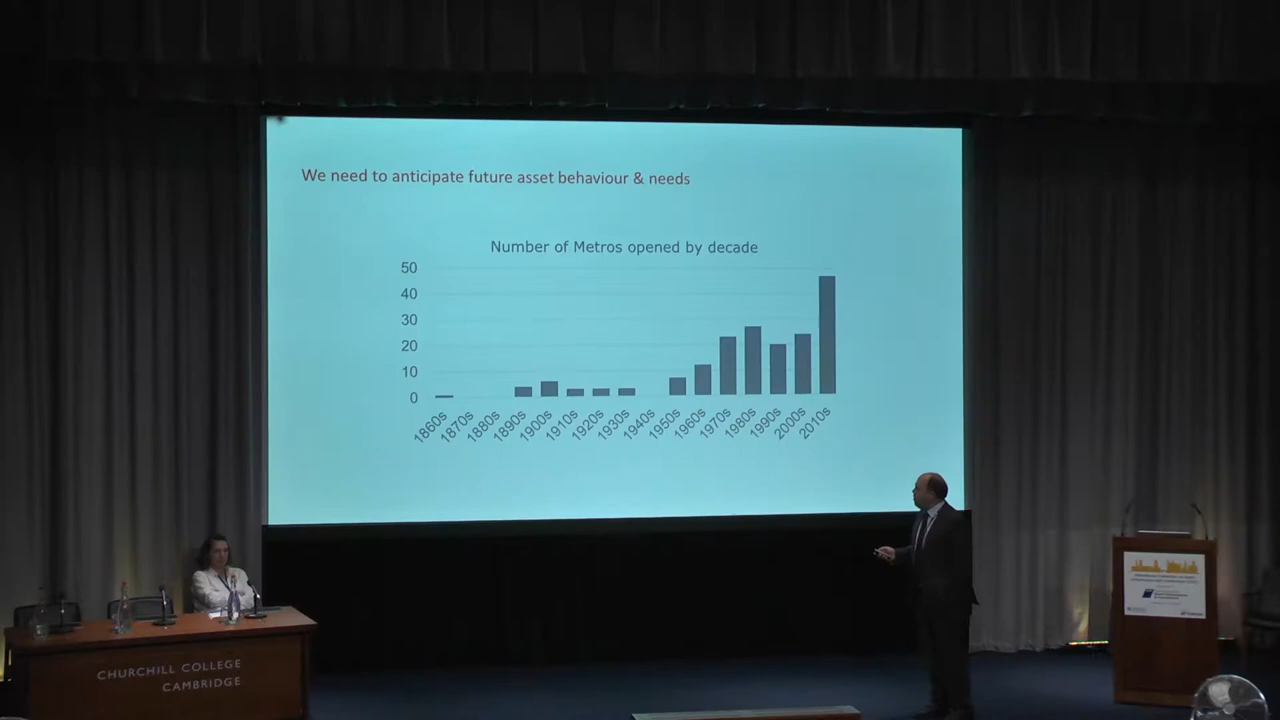 We need to anticipate future asset behaviour & needs
Number of Metros opened by decade
50
40
30
20
10
0
1860s
1870s
1880s
1890s
1900s
1910s
1920s
1930s
1940s
1950s
1960s
1970s
1980s
1990s
2000s
2010s
CHURCHILL COLLEGE
CAMBRIDGE